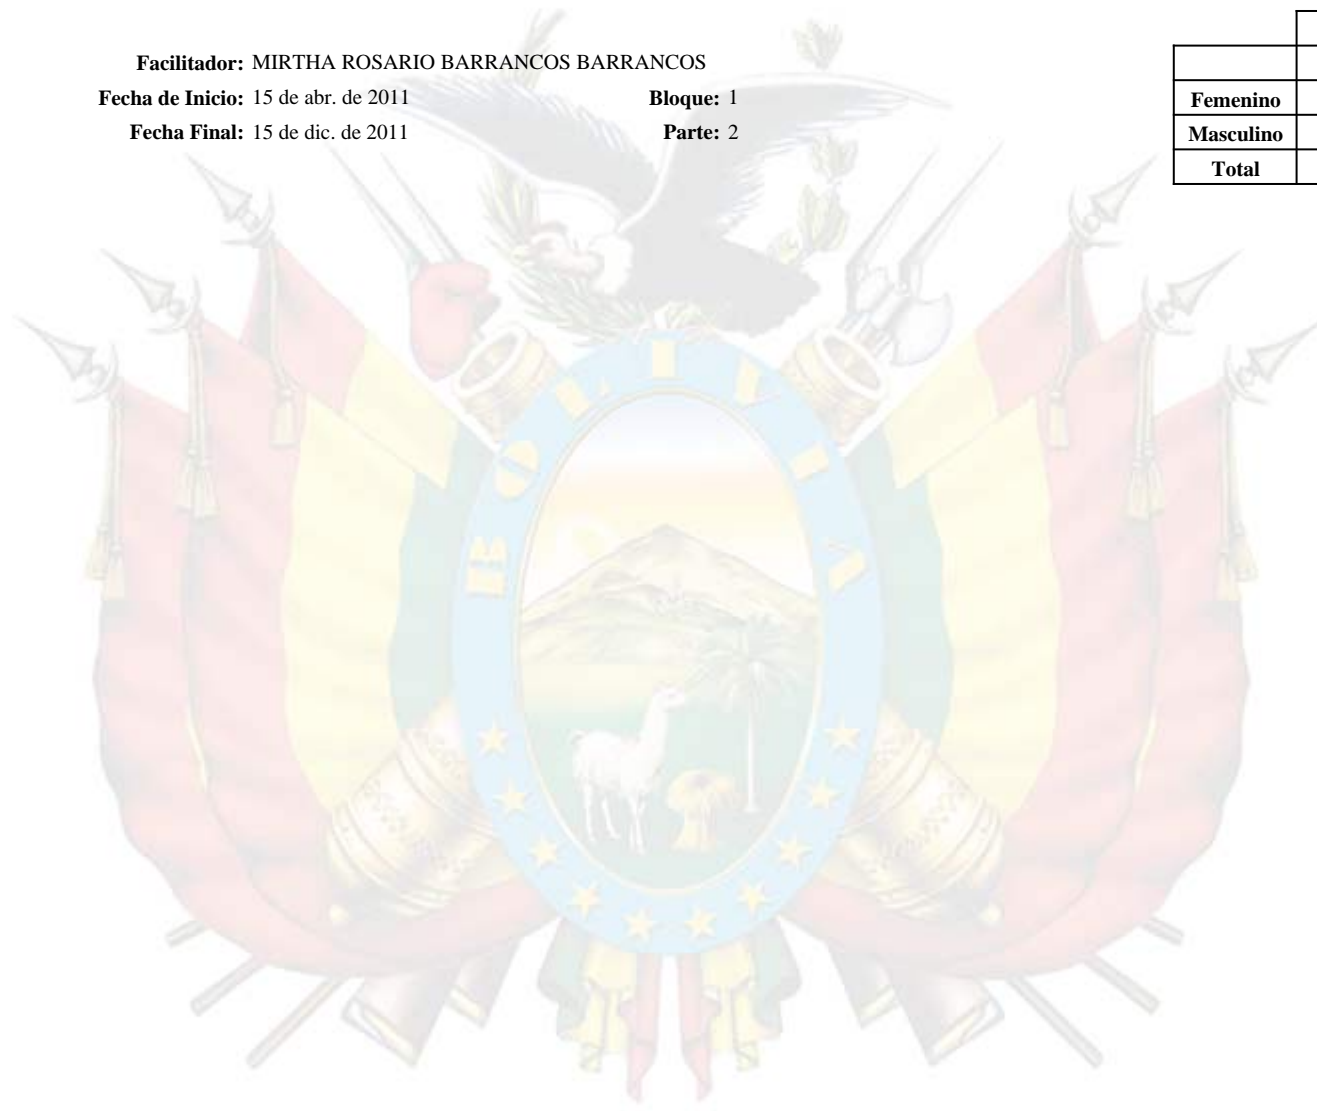 Facilitador: MIRTHA ROSARIO BARRANCOS BARRANCOS
Fecha de Inicio: 15 de abr. de 2011 Bloque: 1
Fecha Final: 15 de dic. de 2011 Parte: 2
Femenino
Masculino
Total
BOLIVIA